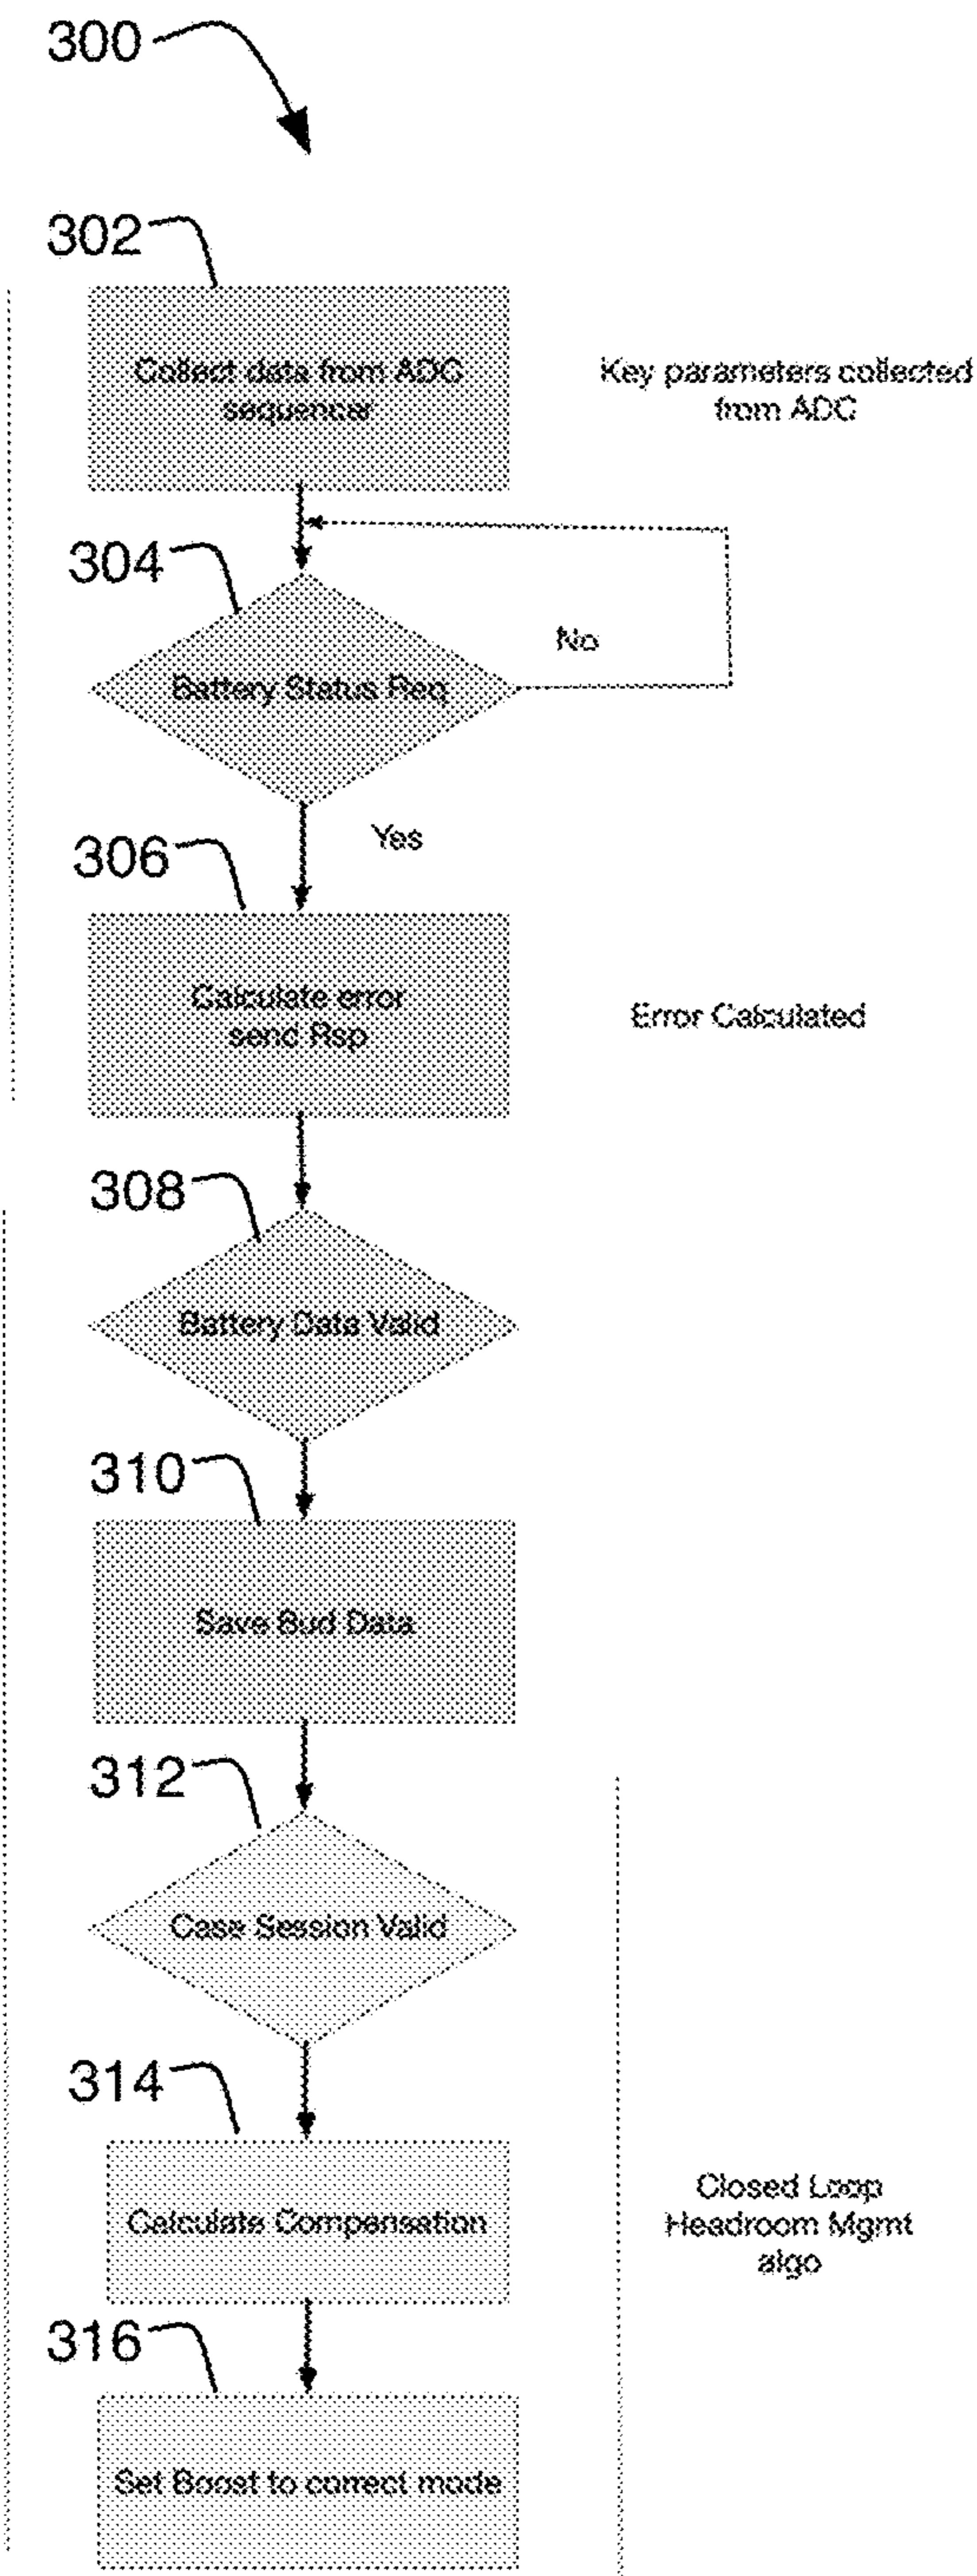 300
302
Collect data from ADC
sequencer
Key parameters collected
from ADC
304
Battery Status Req
No
Yes
306
Calculate error
send Rsp
Error Calculated
308
Battery Data Valid
310
Save Bud Data
312
Case Session Valid
314
Calculate Compensation
Closed Loop
Headroom Mgmt
algo
316
Set Boost to correct mode